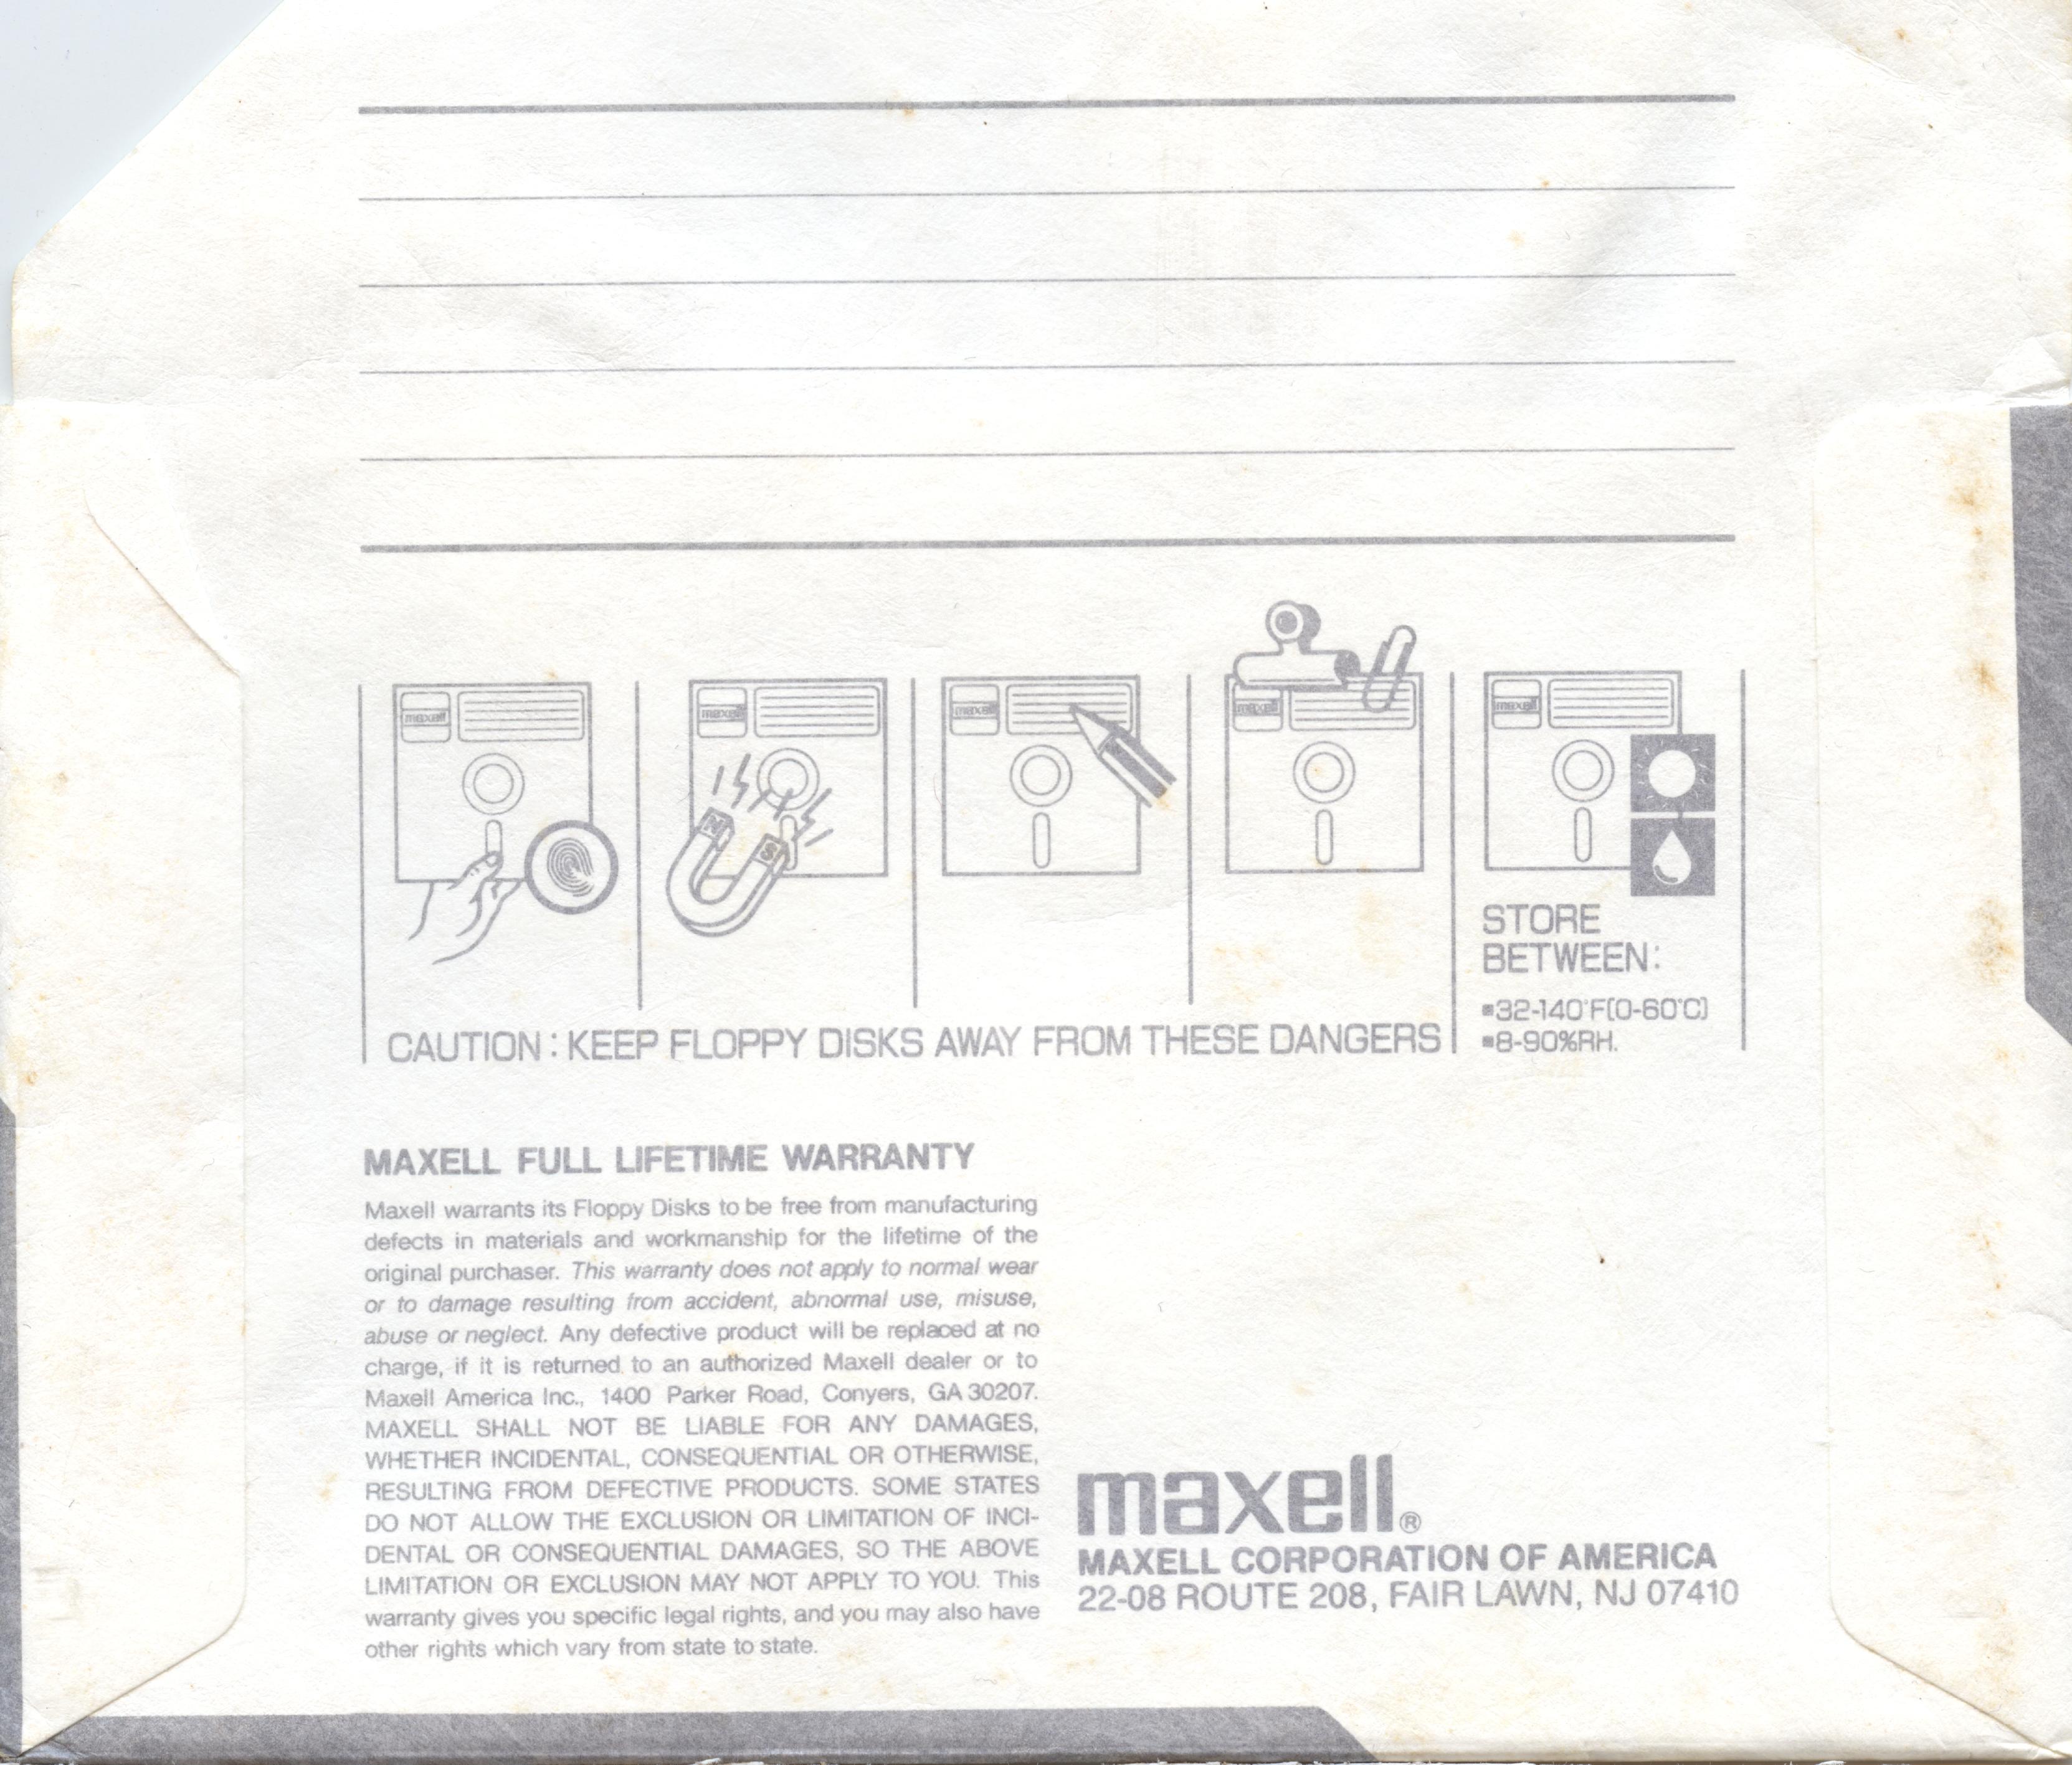 maxell
maxell
maxell
maxell
maxell
N
S
STORE
BETWEEN:
▪32-140°F(0-60°C)
▪8-90%RH.
CAUTION : KEEP FLOPPY DISKS AWAY FROM THESE DANGERS
MAXELL FULL LIFETIME WARRANTY
Maxell warrants its Floppy Disks to be free from manufacturing
defects in materials and workmanship for the lifetime of the
original purchaser. This warranty does not apply to normal wear
or to damage resulting from accident, abnormal use, misuse,
abuse or neglect. Any defective product will be replaced at no
charge, if it is returned to an authorized Maxell dealer or to
Maxell America Inc., 1400 Parker Road, Conyers, GA 30207.
MAXELL SHALL NOT BE LIABLE FOR ANY DAMAGES,
WHETHER INCIDENTAL, CONSEQUENTIAL OR OTHERWISE,
RESULTING FROM DEFECTIVE PRODUCTS. SOME STATES
DO NOT ALLOW THE EXCLUSION OR LIMITATION OF INCI-
DENTAL OR CONSEQUENTIAL DAMAGES, SO THE ABOVE
LIMITATION OR EXCLUSION MAY NOT APPLY TO YOU. This
warranty gives you specific legal rights, and you may also have
other rights which vary from state to state.
maxell®
MAXELL CORPORATION OF AMERICA
22-08 ROUTE 208, FAIR LAWN, NJ 07410